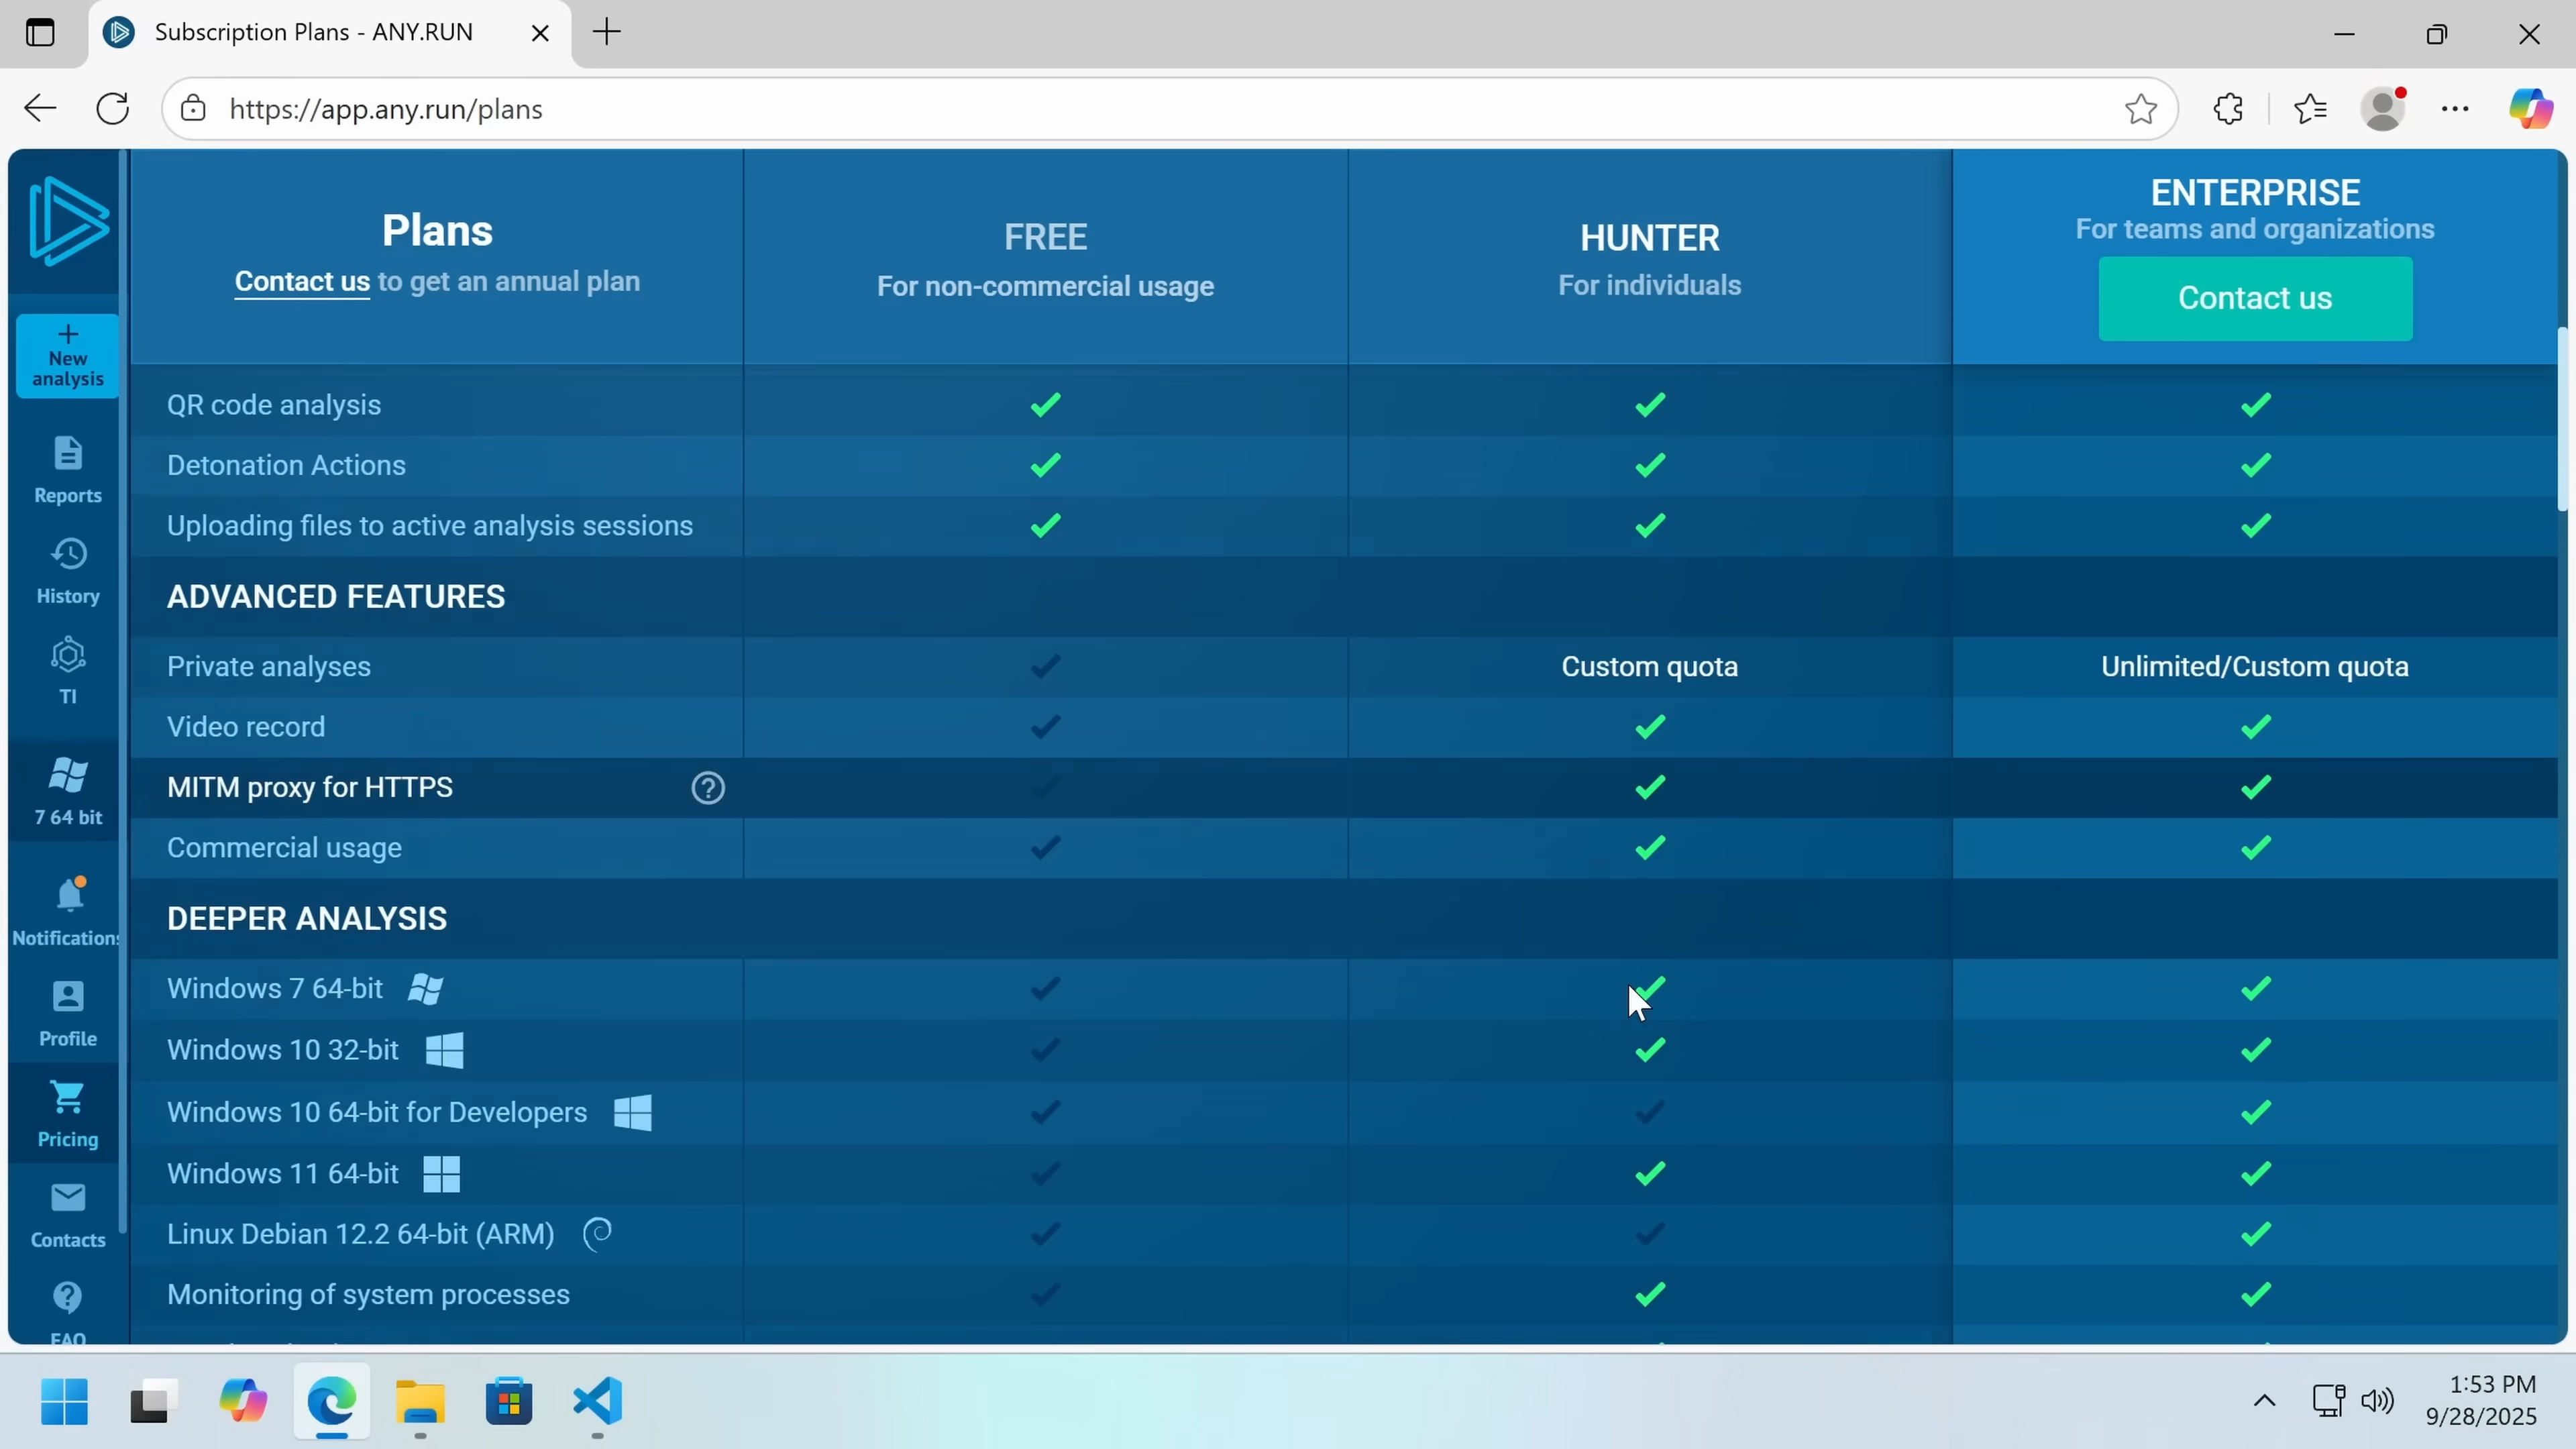 Subscription Plans - ANY.RUN
https://app.any.run/plans
Plans
Contact us to get an annual plan
FREE
For non-commercial usage
HUNTER
For individuals
ENTERPRISE
For teams and organizations
Contact us
New
analysis
Reports
History
TI
7 64 bit
Notifications
Profile
Pricing
Contacts
FAQ
QR code analysis
Detonation Actions
Uploading files to active analysis sessions
ADVANCED FEATURES
Private analyses Custom quota Unlimited/Custom quota
Video record
MITM proxy for HTTPS ?
Commercial usage
DEEPER ANALYSIS
Windows 7 64-bit
Windows 10 32-bit
Windows 10 64-bit for Developers
Windows 11 64-bit
Linux Debian 12.2 64-bit (ARM)
Monitoring of system processes
1:53 PM
9/28/2025